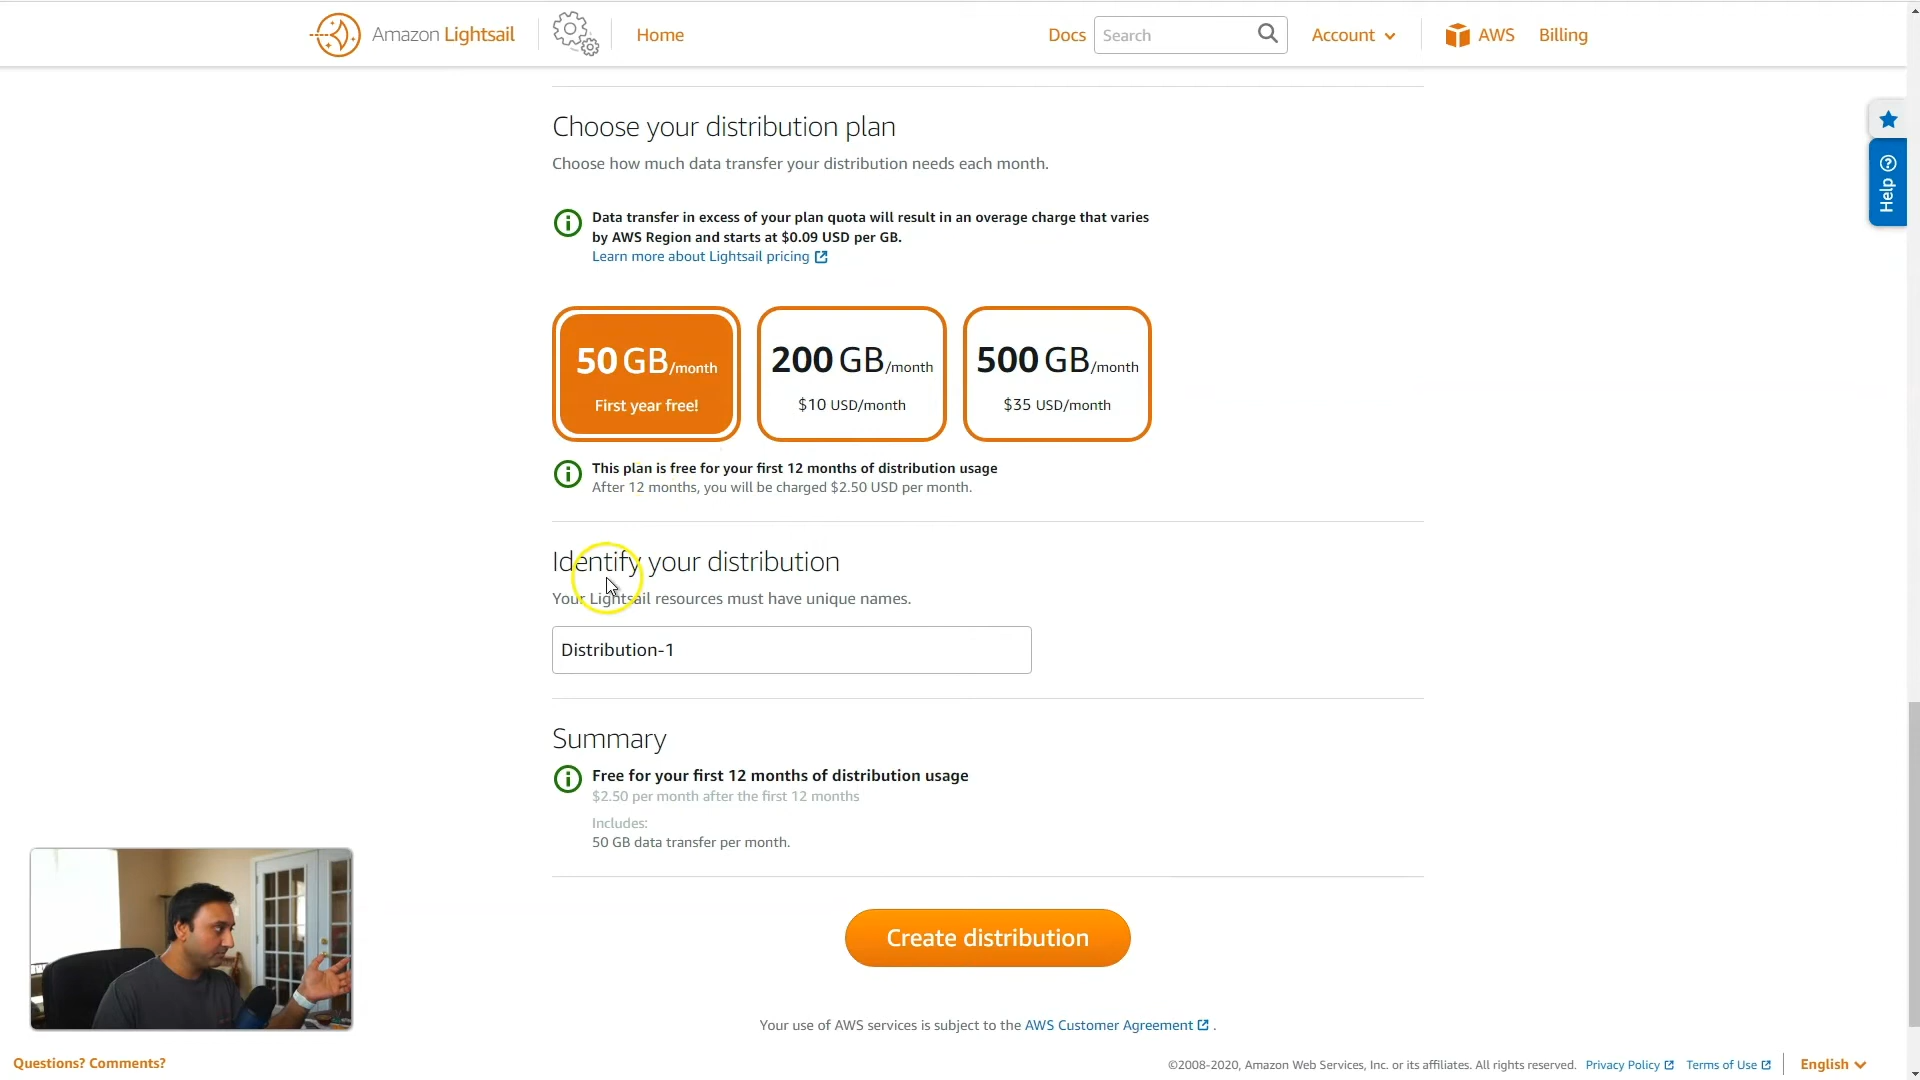 Amazon Lightsail
Home
Docs
Search
Account
AWS
Billing
Help
Choose your distribution plan
Choose how much data transfer your distribution needs each month.
Data transfer in excess of your plan quota will result in an overage charge that varies
by AWS Region and starts at $0.09 USD per GB.
Learn more about Lightsail pricing
50 GB/month
First year free!
200 GB/month
$10 USD/month
500 GB/month
$35 USD/month
This plan is free for your first 12 months of distribution usage
After 12 months, you will be charged $2.50 USD per month.
Identify your distribution
Your Lightsail resources must have unique names.
Distribution-1
Summary
Free for your first 12 months of distribution usage
$2.50 per month after the first 12 months
Includes:
50 GB data transfer per month.
Create distribution
Your use of AWS services is subject to the AWS Customer Agreement .
Questions? Comments?
©2008-2020, Amazon Web Services, Inc. or its affiliates. All rights reserved.
Privacy Policy
Terms of Use
English